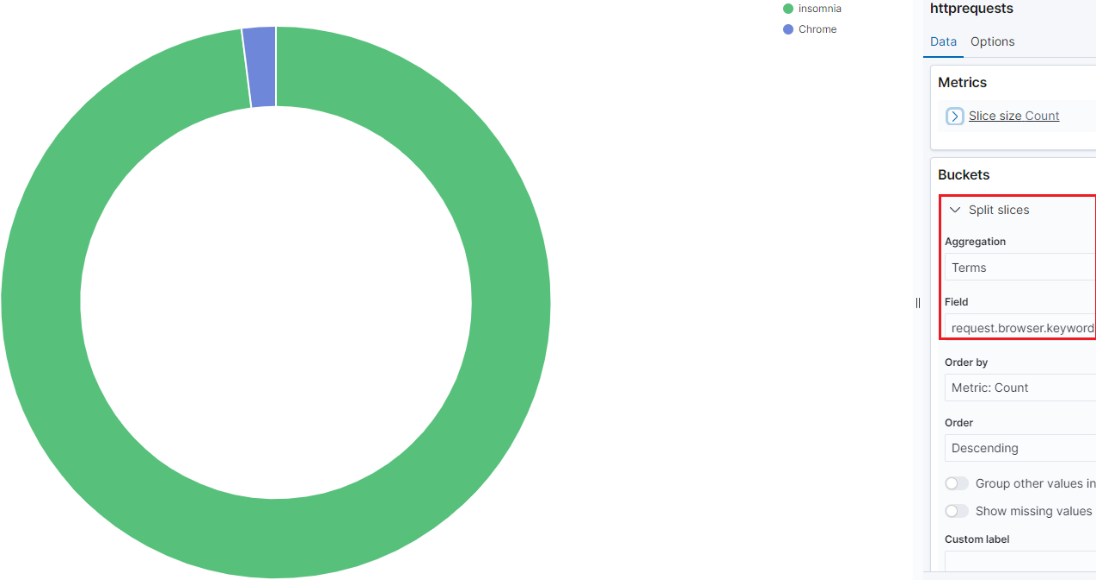 insomnia
Chrome
httprequests
Data Options
Metrics
Slice size Count
Buckets
Split slices
Aggregation
Terms
Field
request.browser.keyword
Order by
Metric: Count
Order
Descending
Group other values in
Show missing values
Custom label